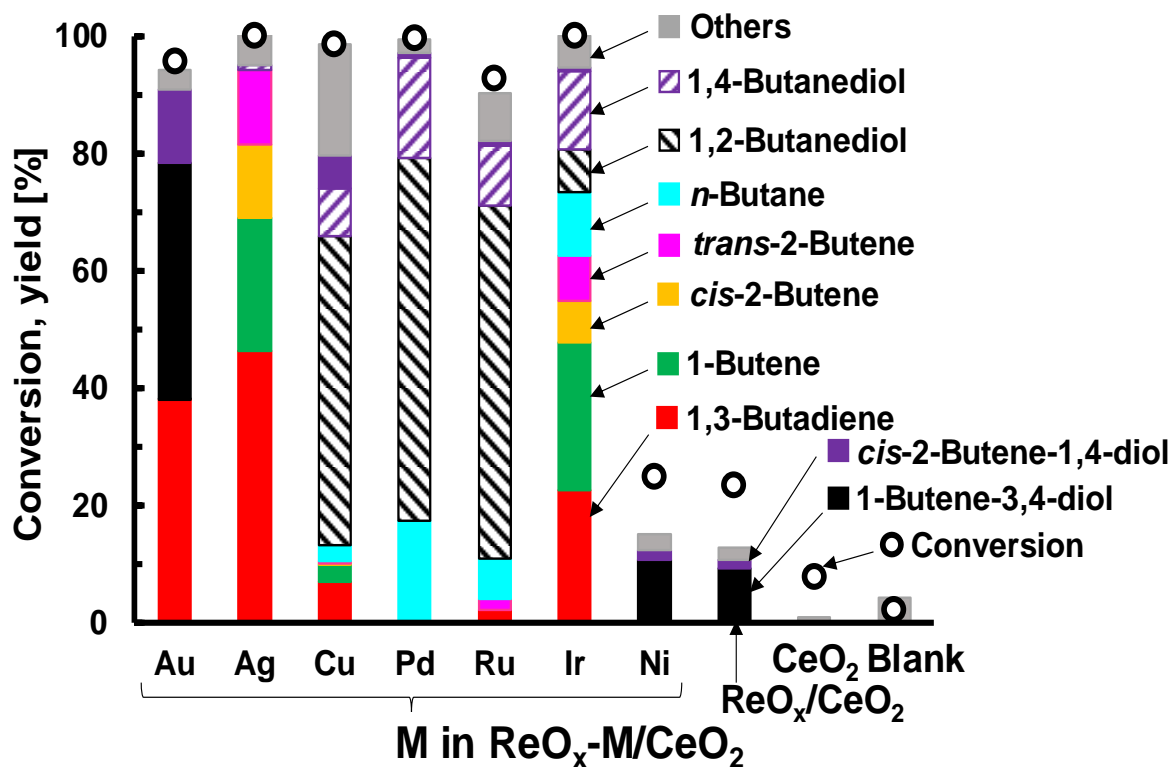 Conversion, yield [%]
100
80
60
40
20
0
Others
1,4-Butanediol
1,2-Butanediol
n-Butane
trans-2-Butene
cis-2-Butene
1-Butene
1,3-Butadiene
cis-2-Butene-1,4-diol
1-Butene-3,4-diol
Conversion
Au Ag Cu Pd Ru Ir Ni CeO₂ Blank
ReOₓ/CeO₂
M in ReOₓ-M/CeO₂